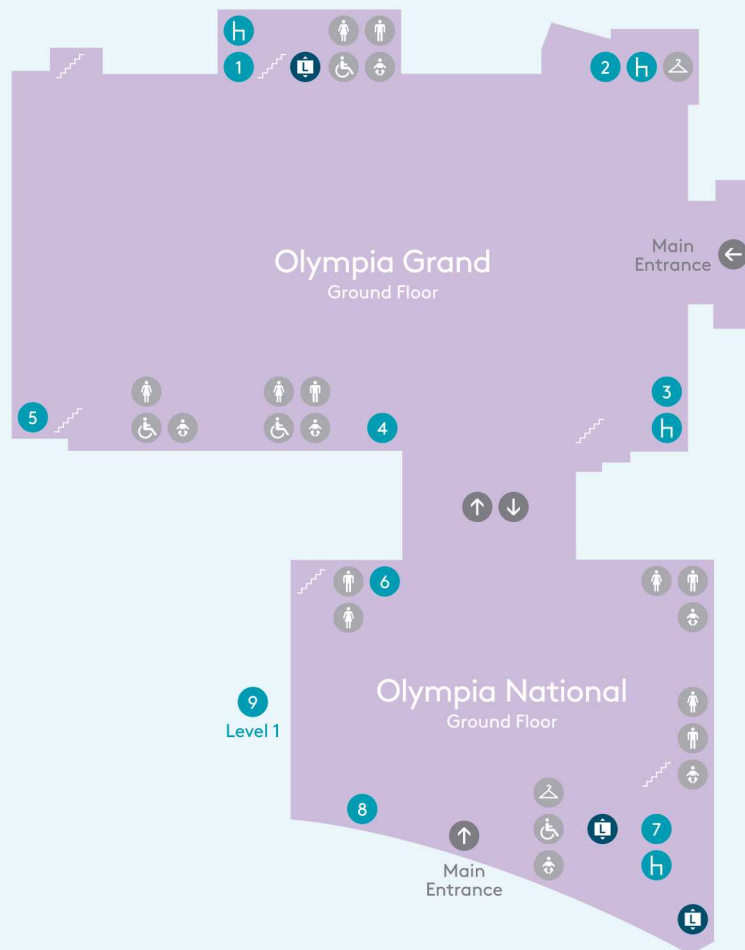 1
L
2
Olympia Grand
Ground Floor
Main
Entrance
3
5
4
6
Olympia National
Ground Floor
9
Level 1
8
L
7
Main
Entrance
L